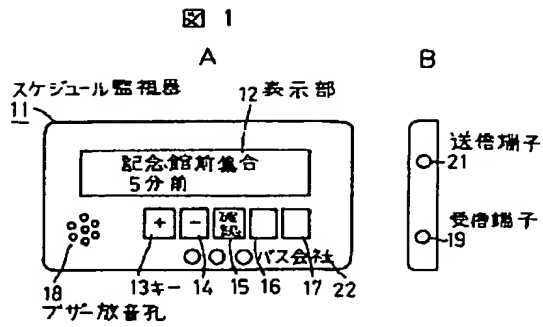 図 1
A
B
スケジュール監視器
11
12 表示部
記念館前集合
5分前
+
-
確認
○○○バス会社
18
13キー
14
15
16
17
22
ブザー放音孔
送信端子
21
受信端子
19